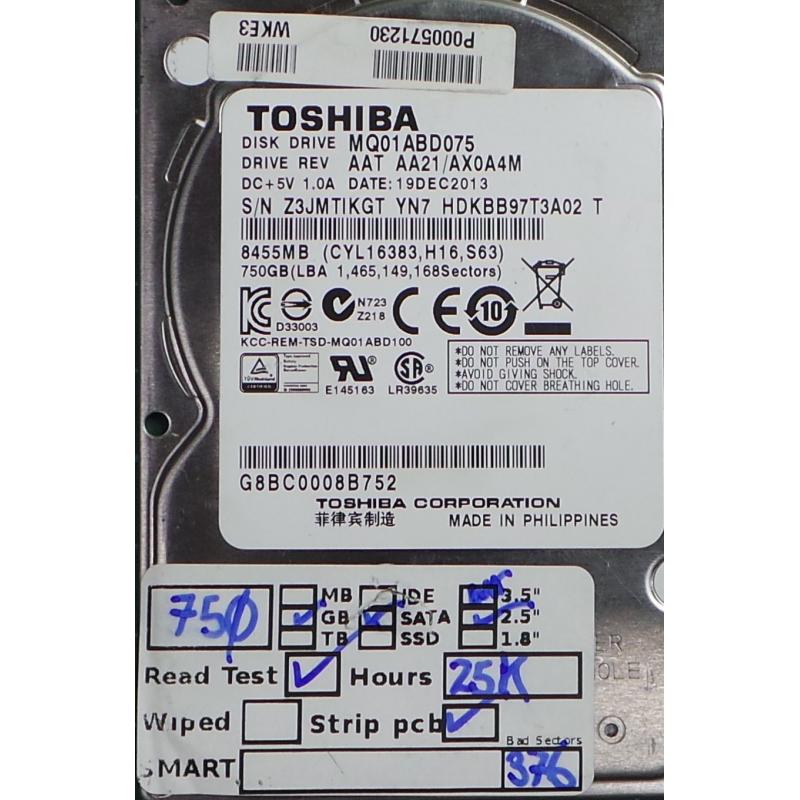 WKE3 P000571230
TOSHIBA
DISK DRIVE MQ01ABD075
DRIVE REV AAT AA21/AX0A4M
DC+5V 1.0A DATE:19DEC2013
S/N Z3JMTIKGT YN7 HDKBB97T3A02 T
8455MB (CYL16383,H16,S63)
750GB(LBA 1,465,149,168Sectors)
N723
Z218
D33003
10
KCC-REM-TSD-MQ01ABD100
E145163 LR39635
*DO NOT REMOVE ANY LABELS.
*DO NOT PUSH ON THE TOP COVER.
*AVOID GIVING SHOCK.
*DO NOT COVER BREATHING HOLE.
G8BC0008B752
TOSHIBA CORPORATION
菲律宾制造 MADE IN PHILIPPINES
750
MB IDE 3.5"
GB SATA 2.5"
TB SSD 1.8"
Read Test Hours 25K
Wiped Strip pcb
Bad Sectors
SMART 376